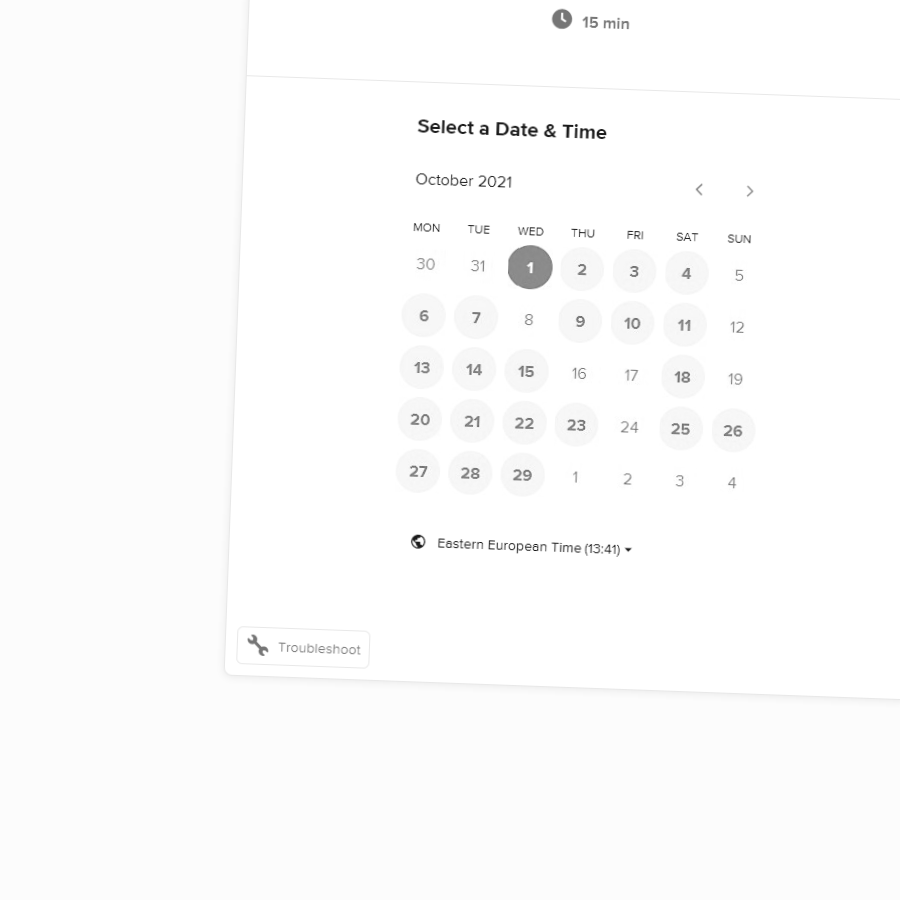 15 min
Select a Date & Time
October 2021
MON TUE WED THU FRI SAT SUN
30 31 1 2 3 4 5
6 7 8 9 10 11 12
13 14 15 16 17 18 19
20 21 22 23 24 25 26
27 28 29 1 2 3 4
Eastern European Time (13:41)
Troubleshoot